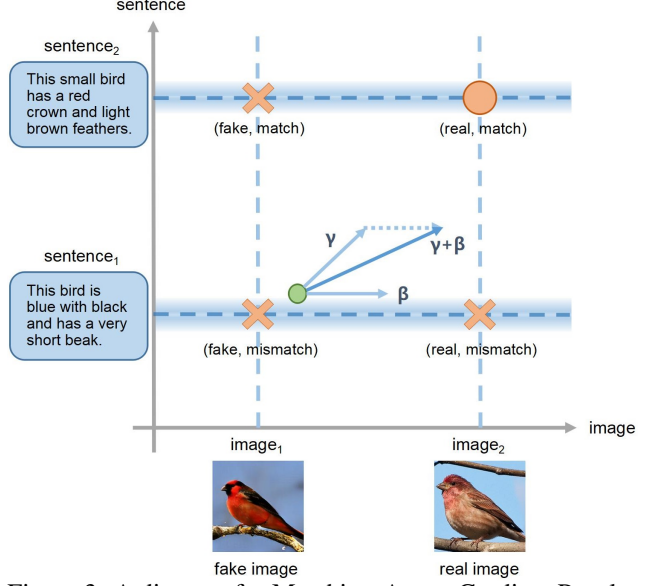 sentence
sentence₂
This small bird
has a red
crown and light
brown feathers.
(fake, match)
(real, match)
γ
γ+β
β
sentence₁
This bird is
blue with black
and has a very
short beak.
(fake, mismatch)
(real, mismatch)
image
image₁
image₂
fake image
real image